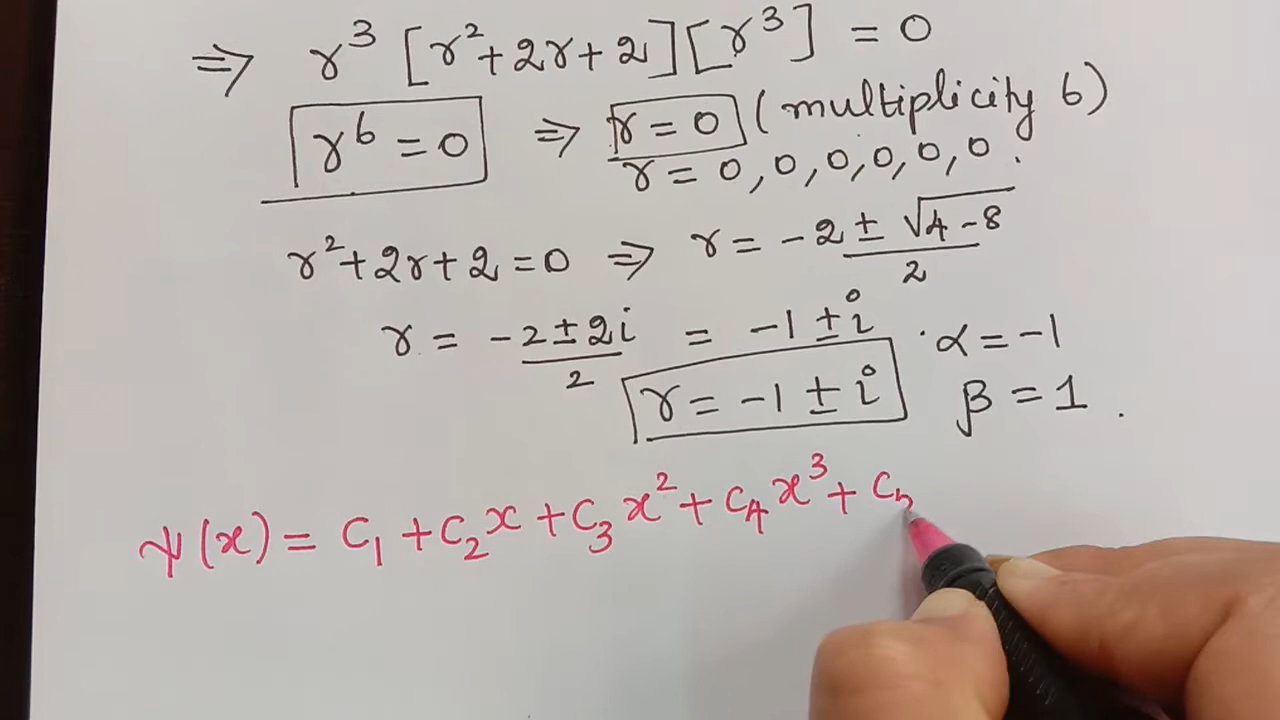 ⇒ r³ [r²+2r+2][r³] = 0
r⁶ = 0 ⇒ r = 0 (multiplicity 6)
r = 0, 0, 0, 0, 0, 0.
r²+2r+2=0 ⇒ r = -2 ± √4-8 / 2
r = -2±2i / 2 = -1 ± i
α = -1
r = -1 ± i
β = 1.
ψ(x) = C₁ + C₂x + C₃x² + C₄x³ + C